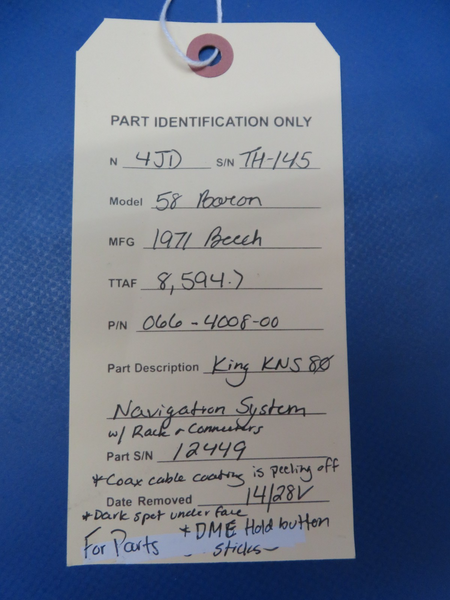 PART IDENTIFICATION ONLY
N 4JD S/N TH-145
Model 58 Baron
MFG 1971 Beech
TTAF 8,594.7
P/N 066-4008-00
Part Description King KNS 80
Navigation System
w/ Rack & Connecters
Part S/N 12449
*Coax cable coating is peeling off
Date Removed 14/28V
*Dark spot under face
For Parts * DME Hold button
sticks